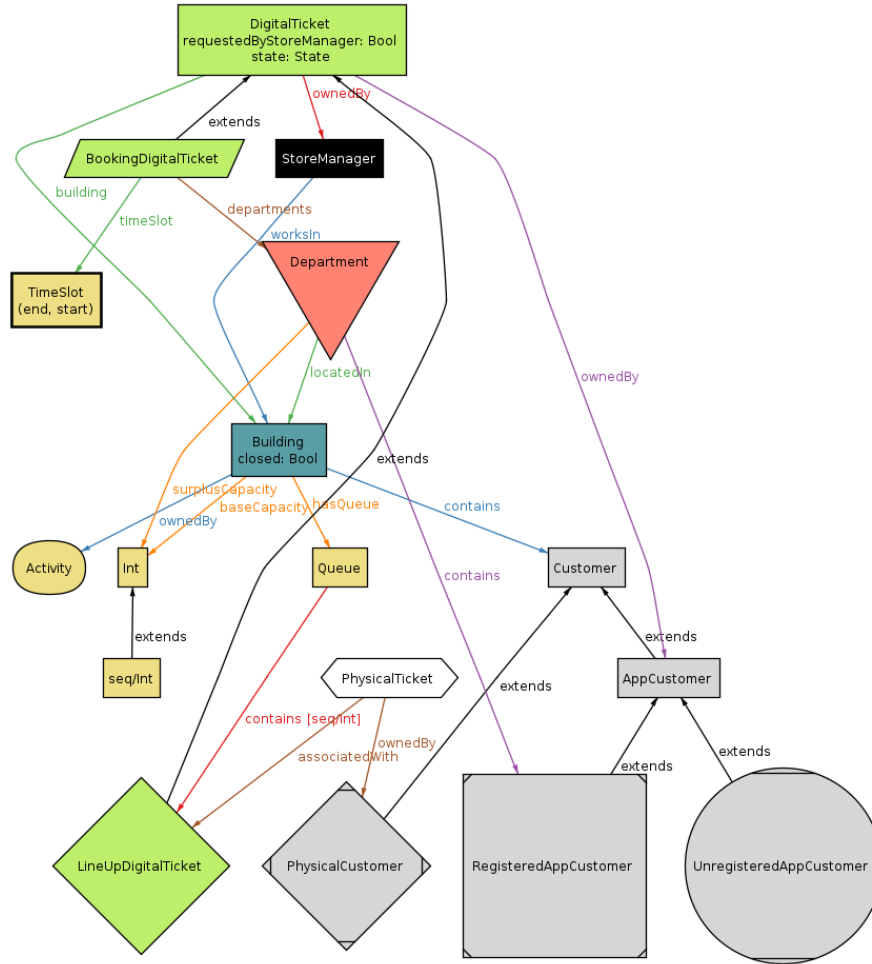 DigitalTicket
requestedByStoreManager: Bool
state: State
ownedBy
extends
BookingDigitalTicket
StoreManager
building
timeSlot
departments
worksIn
Department
TimeSlot
(end, start)
locatedIn
ownedBy
Building
closed: Bool
extends
surplusCapacity
baseCapacity
hasQueue
ownedBy
contains
contains
Activity
Int
Queue
Customer
extends
extends
seq/Int
PhysicalTicket
extends
AppCustomer
contains [seq/Int]
ownedBy
associatedWith
extends
extends
LineUpDigitalTicket
PhysicalCustomer
RegisteredAppCustomer
UnregisteredAppCustomer